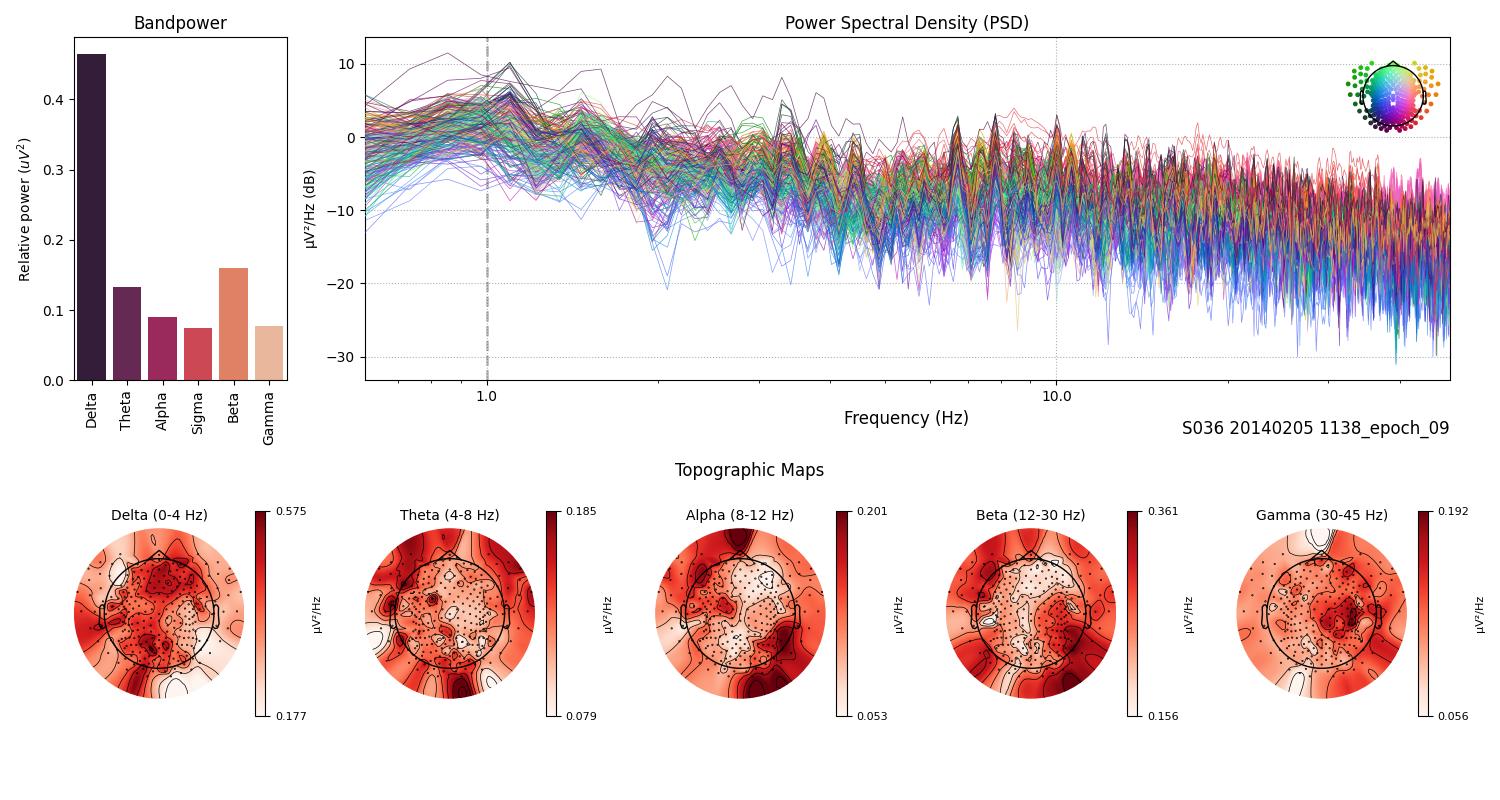 Bandpower
Relative power (uV²)
0.4
0.3
0.2
0.1
0.0
Delta
Theta
Alpha
Sigma
Beta
Gamma
Power Spectral Density (PSD)
µV²/Hz (dB)
10
0
−10
−20
−30
1.0
10.0
Frequency (Hz)
S036 20140205 1138_epoch_09
Topographic Maps
Delta (0-4 Hz)
0.575
µV²/Hz
0.177
Theta (4-8 Hz)
0.185
µV²/Hz
0.079
Alpha (8-12 Hz)
0.201
µV²/Hz
0.053
Beta (12-30 Hz)
0.361
µV²/Hz
0.156
Gamma (30-45 Hz)
0.192
µV²/Hz
0.056